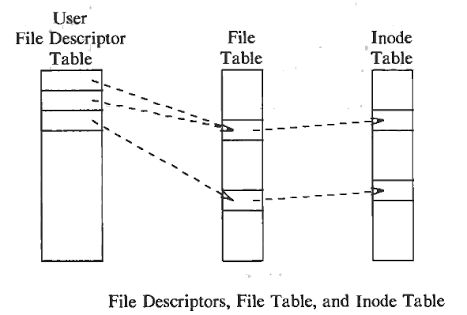 User
File Descriptor
Table
File
Table
Inode
Table
File Descriptors, File Table, and Inode Table